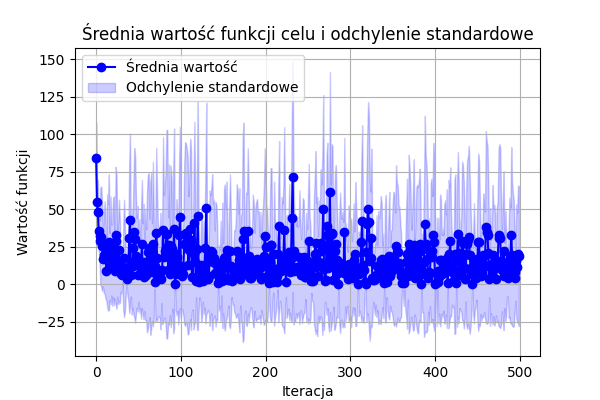 Średnia wartość funkcji celu i odchylenie standardowe
Średnia wartość
Odchylenie standardowe
Wartość funkcji
150
125
100
75
50
25
0
−25
0 100 200 300 400 500
Iteracja